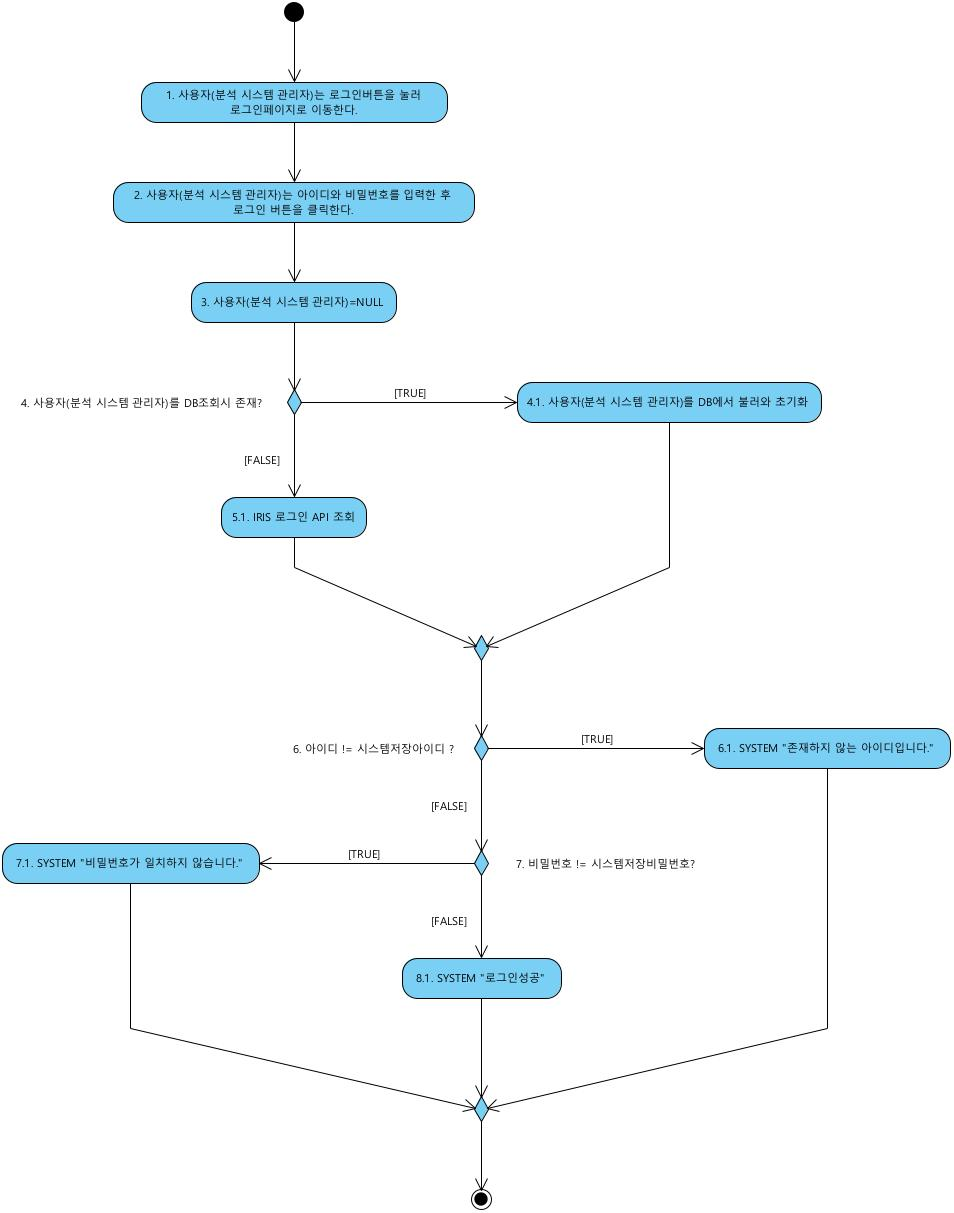 1. 사용자(분석 시스템 관리자)는 로그인버튼을 눌러
로그인페이지로 이동한다.
2. 사용자(분석 시스템 관리자)는 아이디와 비밀번호를 입력한 후
로그인 버튼을 클릭한다.
3. 사용자(분석 시스템 관리자)=NULL
4. 사용자(분석 시스템 관리자)를 DB조회시 존재?
[TRUE]
4.1. 사용자(분석 시스템 관리자)를 DB에서 불러와 초기화
[FALSE]
5.1. IRIS 로그인 API 조회
6. 아이디 != 시스템저장아이디 ?
[TRUE]
6.1. SYSTEM "존재하지 않는 아이디입니다."
[FALSE]
7.1. SYSTEM "비밀번호가 일치하지 않습니다."
[TRUE]
7. 비밀번호 != 시스템저장비밀번호?
[FALSE]
8.1. SYSTEM "로그인성공"